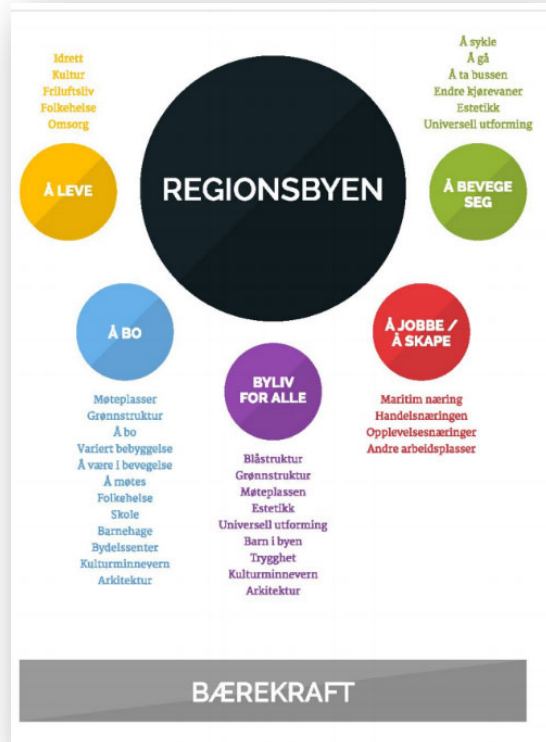 Idrett
Kultur
Friluftsliv
Folkehelse
Omsorg
Å LEVE
REGIONSBYEN
Å sykle
Å gå
Å ta bussen
Endre kjørevaner
Estetikk
Universell utforming
Å BEVEGE
SEG
Å BO
Møteplasser
Grønnstruktur
Å bo
Variert bebyggelse
Å være i bevegelse
Å møtes
Folkehelse
Skole
Barnehage
Bydelssenter
Kulturminnevern
Arkitektur
BYLIV
FOR ALLE
Blåstruktur
Grønnstruktur
Møteplassen
Estetikk
Universell utforming
Barn i byen
Trygghet
Kulturminnevern
Arkitektur
Å JOBBE /
Å SKAPE
Maritim næring
Handelsnæringen
Opplevelsesnæringer
Andre arbeidsplasser
BÆREKRAFT